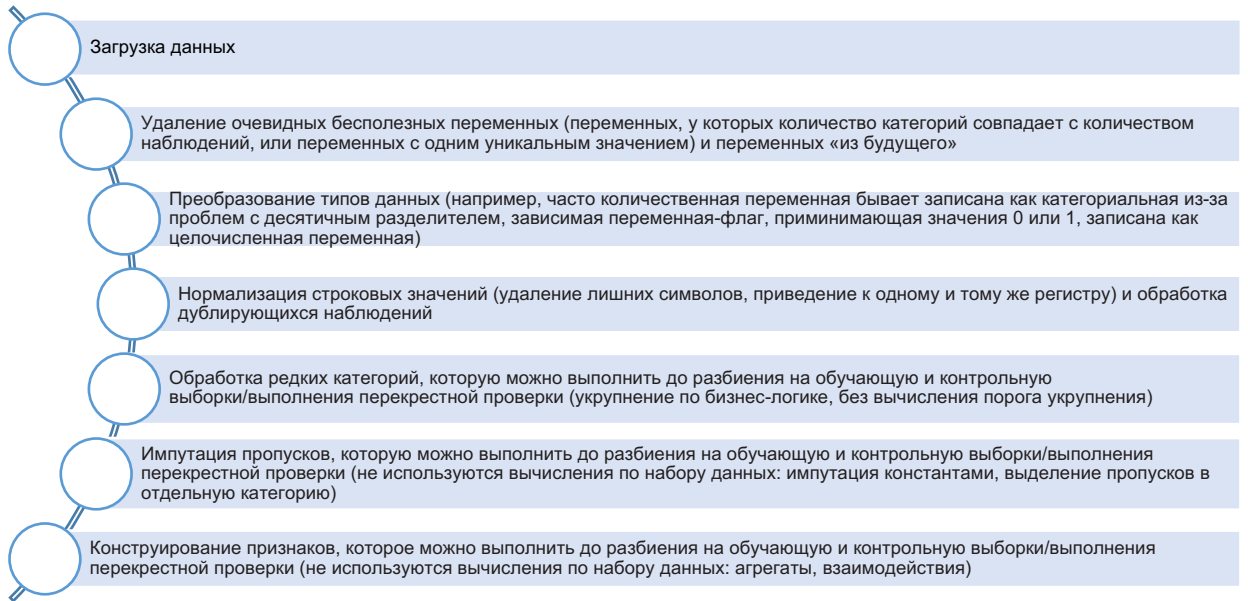 Загрузка данных
Удаление очевидных бесполезных переменных (переменных, у которых количество категорий совпадает с количеством
наблюдений, или переменных с одним уникальным значением) и переменных «из будущего»
Преобразование типов данных (например, часто количественная переменная бывает записана как категориальная из-за
проблем с десятичным разделителем, зависимая переменная-флаг, приминимающая значения 0 или 1, записана как
целочисленная переменная)
Нормализация строковых значений (удаление лишних символов, приведение к одному и тому же регистру) и обработка
дублирующихся наблюдений
Обработка редких категорий, которую можно выполнить до разбиения на обучающую и контрольную
выборки/выполнения перекрестной проверки (укрупнение по бизнес-логике, без вычисления порога укрупнения)
Импутация пропусков, которую можно выполнить до разбиения на обучающую и контрольную выборки/выполнения
перекрестной проверки (не используются вычисления по набору данных: импутация константами, выделение пропусков в
отдельную категорию)
Конструирование признаков, которое можно выполнить до разбиения на обучающую и контрольную выборки/выполнения
перекрестной проверки (не используются вычисления по набору данных: агрегаты, взаимодействия)